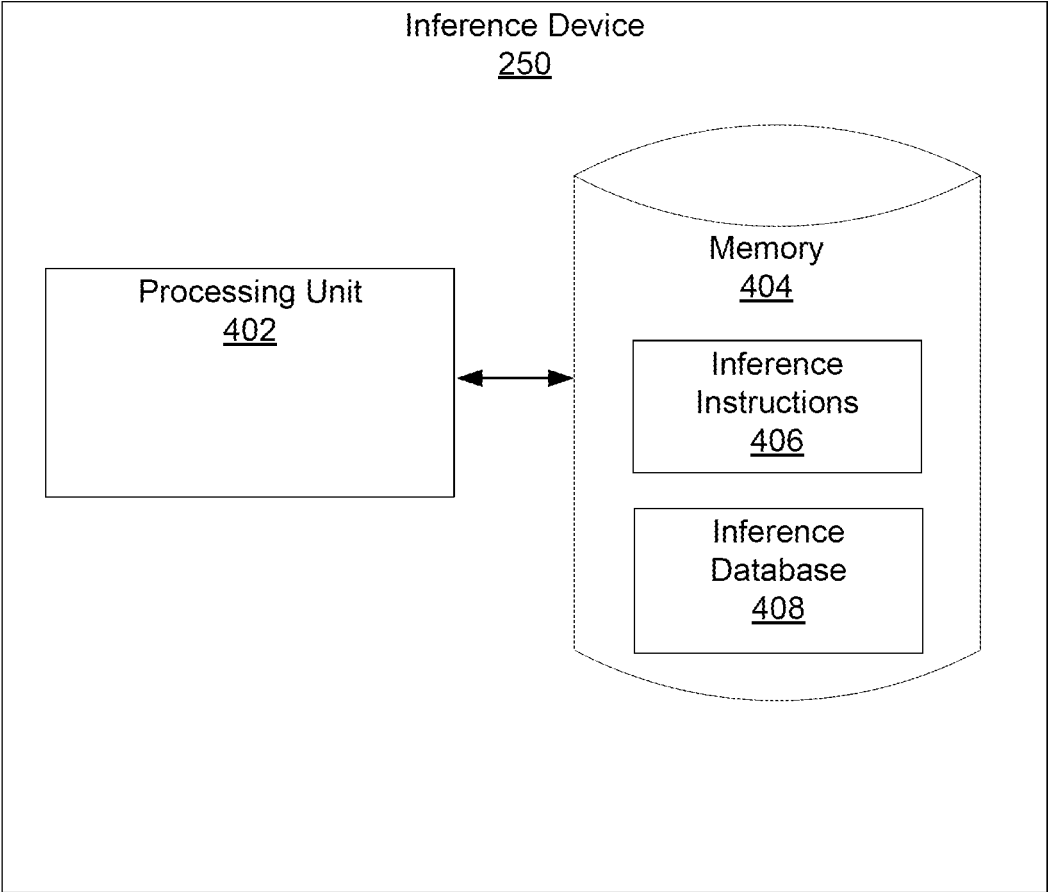 Inference Device
250
Memory
404
Processing Unit
402
Inference
Instructions
406
Inference
Database
408